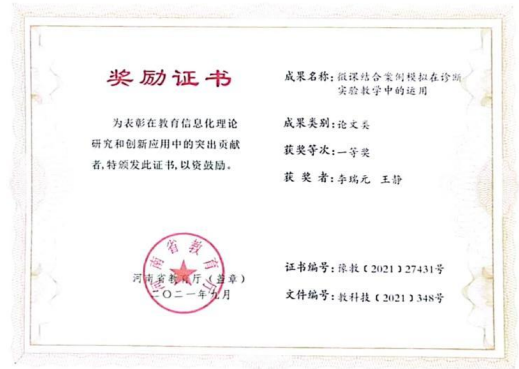 奖励证书
为表彰在教育信息化理论
研究和创新应用中的突出贡献
者,特颁发此证书,以资鼓励。
河南省教育厅(盖章)
二〇二一年九月
河南省教育厅
成果名称:微课结合案例模拟在诊断
实验教学中的运用
成果类别:论文类
获奖等次:一等奖
获奖者:李瑞元 王静
证书编号:豫教〔2021〕27431号
文件编号:教科技〔2021〕348号